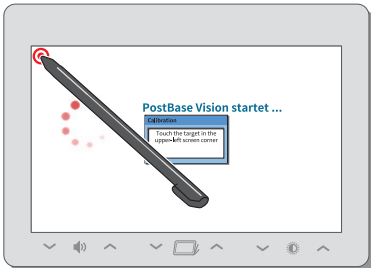 PostBase Vision startet ...
Calibration
Touch the target in the
upper-left screen corner